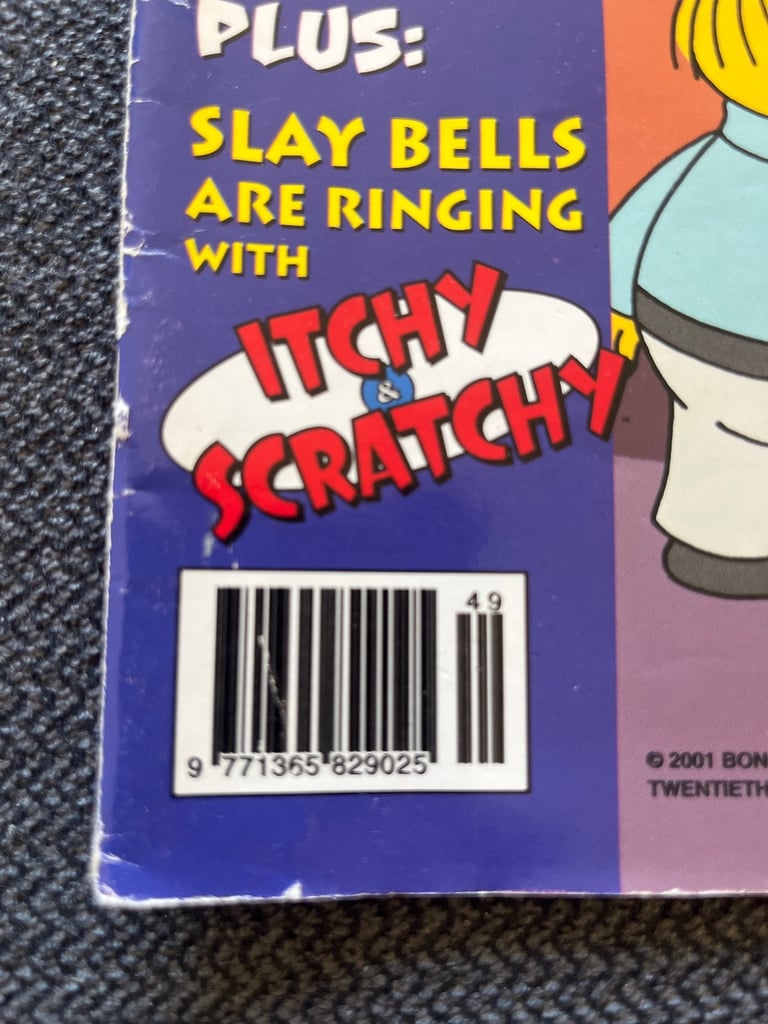 PLUS:
SLAY BELLS
ARE RINGING
WITH
ITCHY
&
SCRATCHY
49
9 771365 829025
© 2001 BON
TWENTIETH